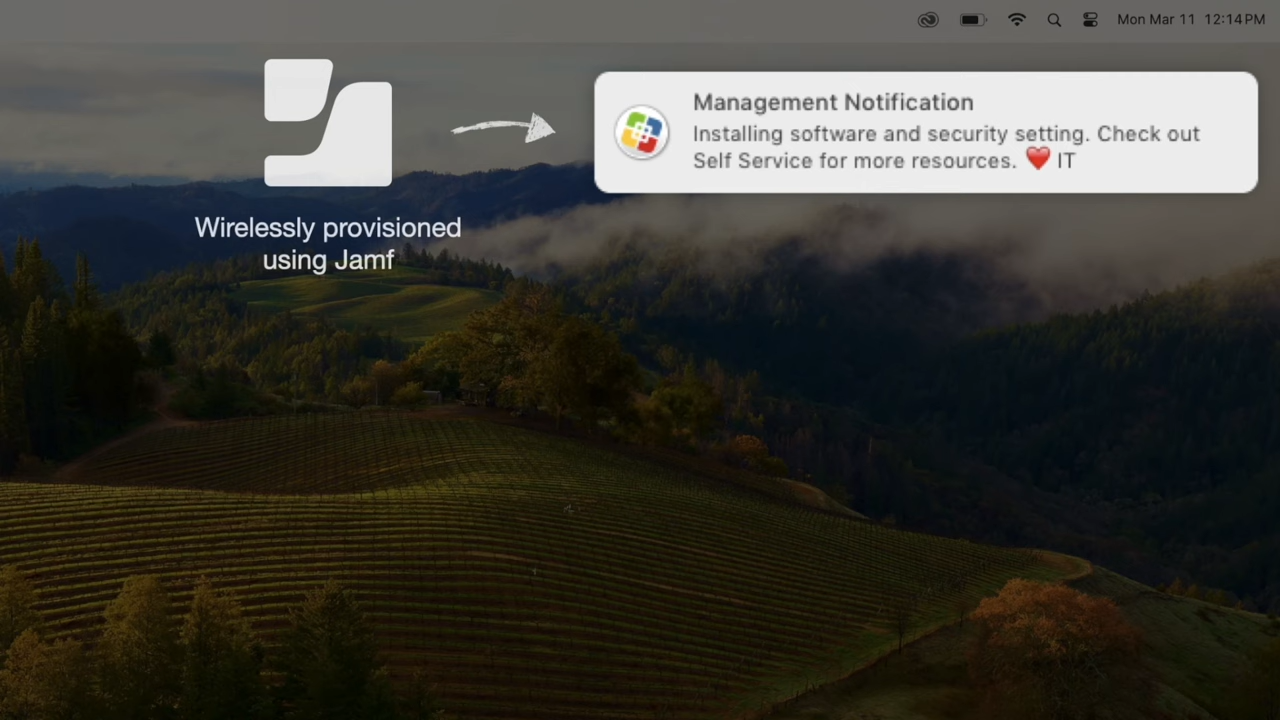 Mon Mar 11 12:14 PM
Management Notification
Installing software and security setting. Check out
Self Service for more resources. ❤️ IT
Wirelessly provisioned
using Jamf